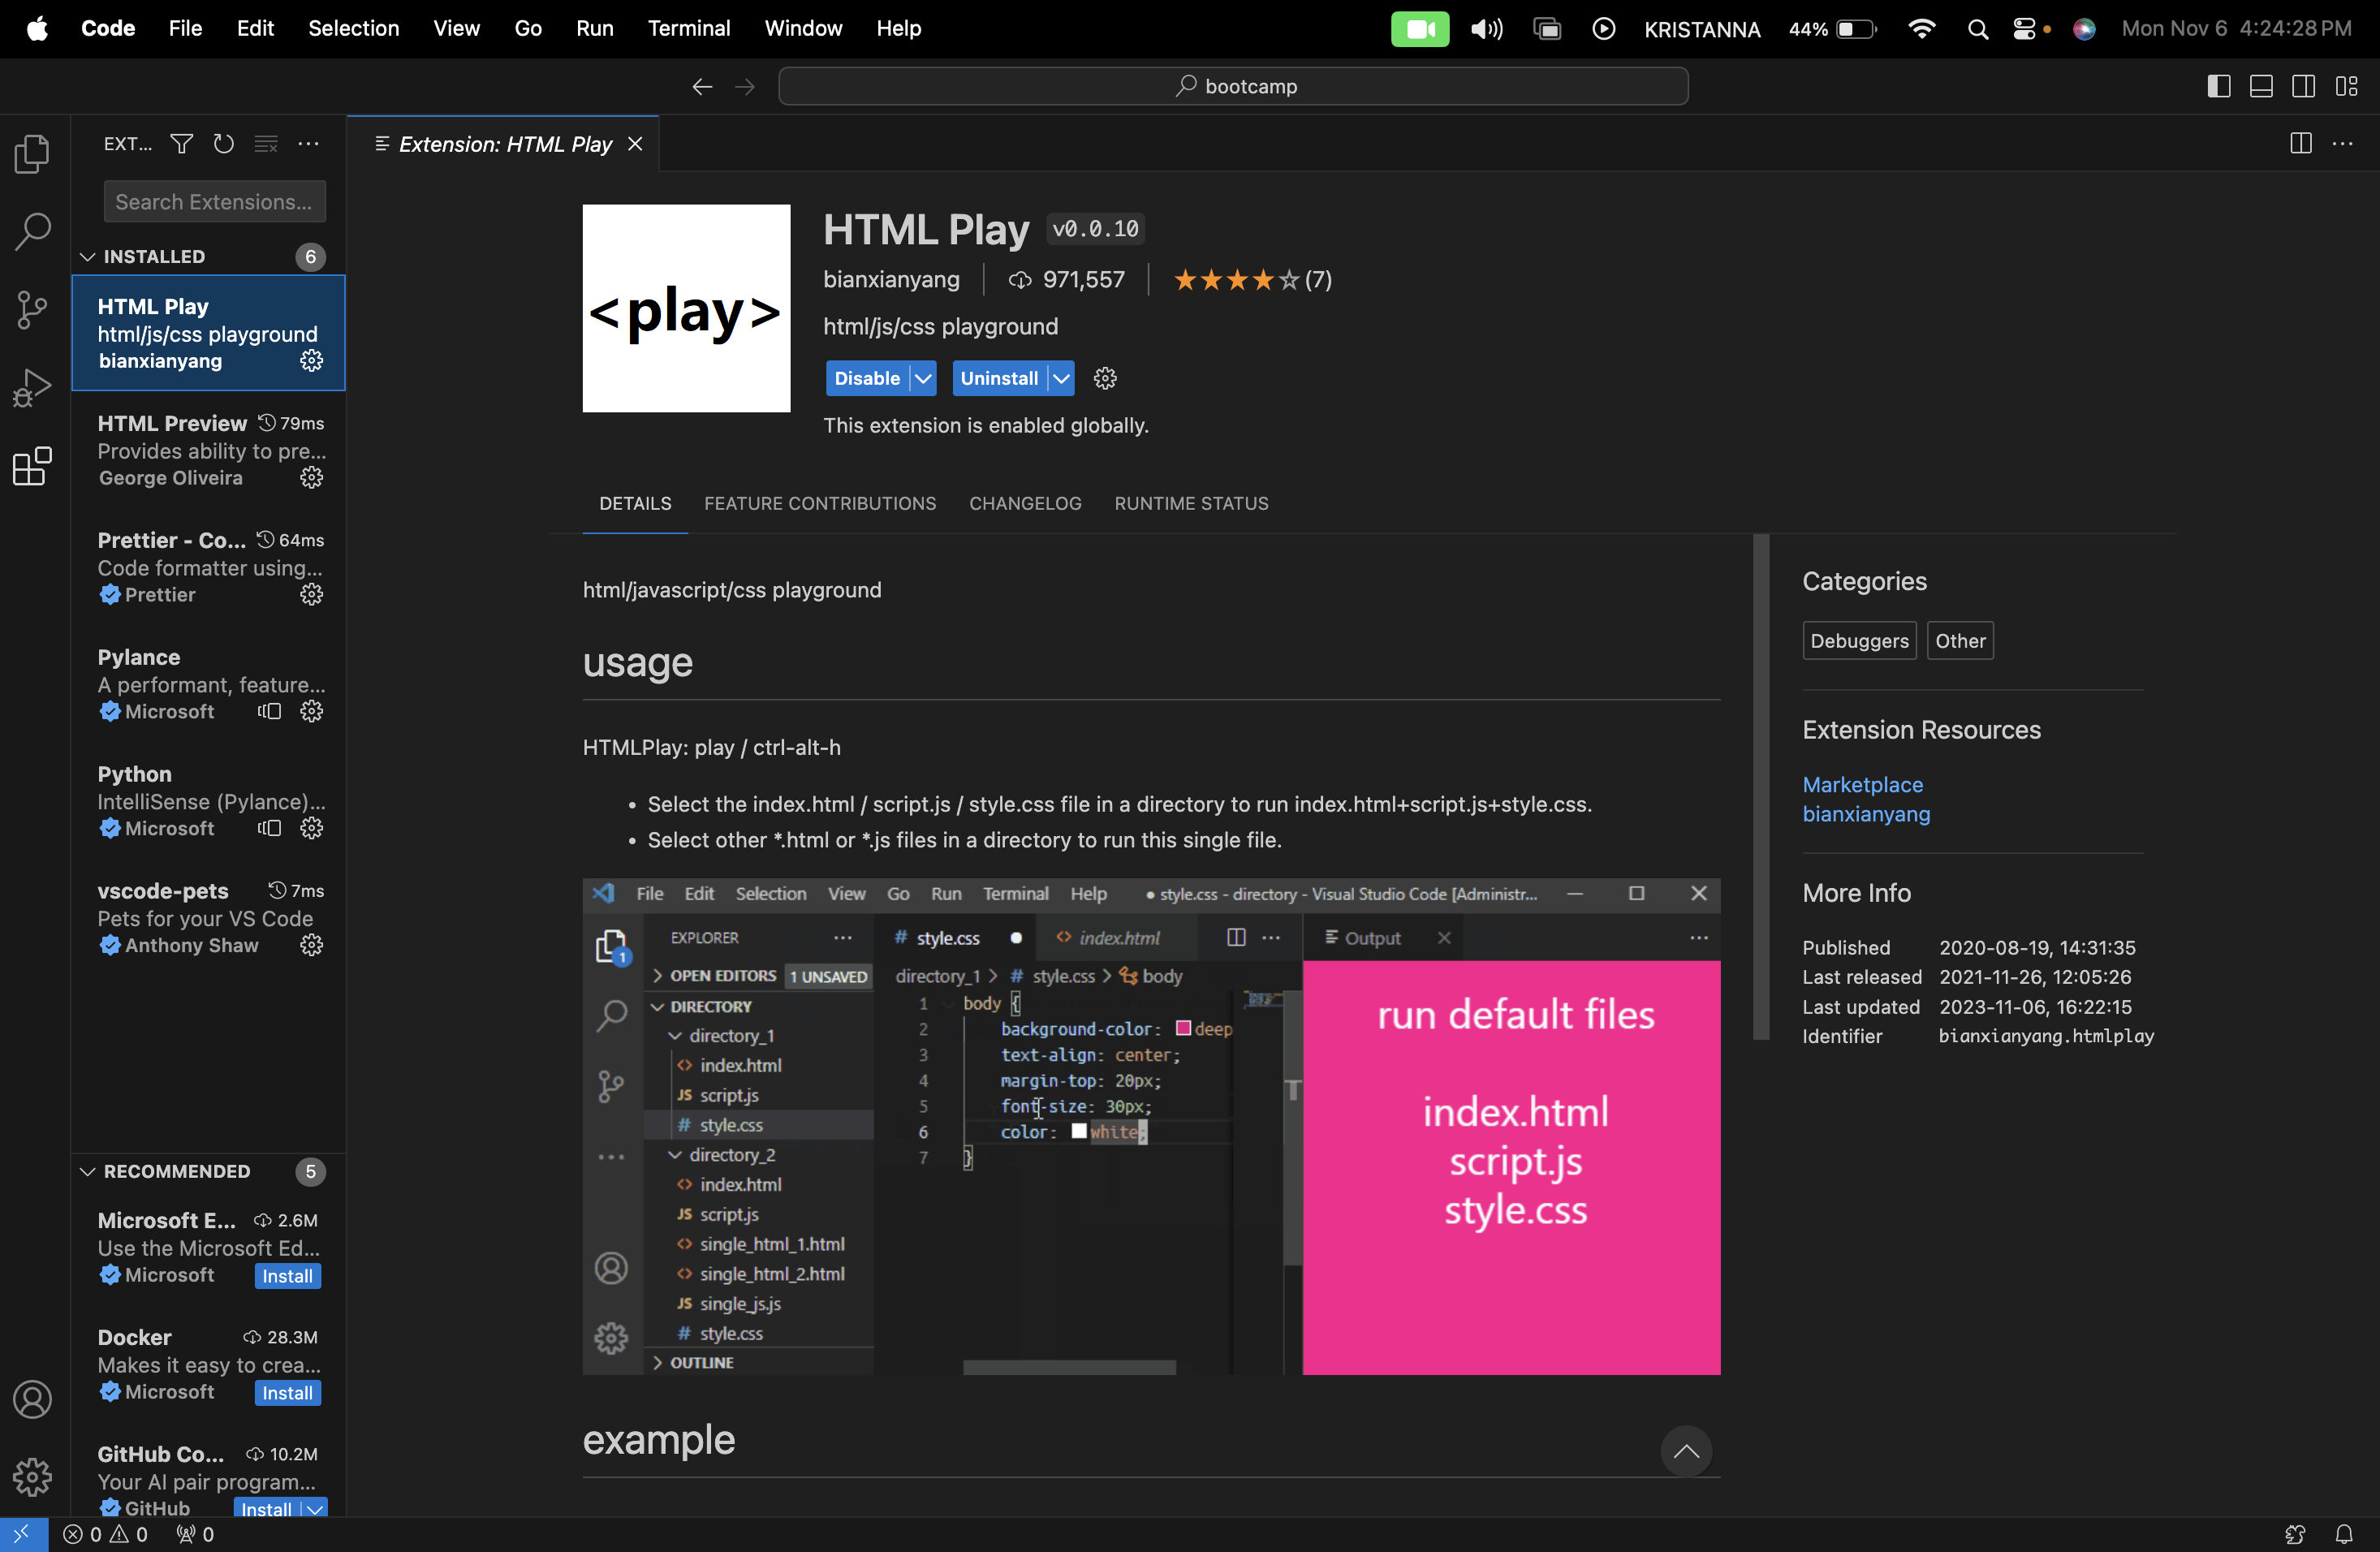 Code File Edit Selection View Go Run Terminal Window Help KRISTANNA 44% Mon Nov 6 4:24:28 PM
bootcamp
EXT...
Extension: HTML Play
Search Extensions...
INSTALLED 6
HTML Play
html/js/css playground
bianxianyang
HTML Preview 79ms
Provides ability to pre...
George Oliveira
Prettier - Co... 64ms
Code formatter using...
Prettier
Pylance
A performant, feature...
Microsoft
Python
IntelliSense (Pylance)...
Microsoft
vscode-pets 7ms
Pets for your VS Code
Anthony Shaw
RECOMMENDED 5
Microsoft E... 2.6M
Use the Microsoft Ed...
Microsoft Install
Docker 28.3M
Makes it easy to crea...
Microsoft Install
GitHub Co... 10.2M
Your AI pair program...
GitHub Install
<play>
HTML Play v0.0.10
bianxianyang 971,557 (7)
html/js/css playground
Disable Uninstall
This extension is enabled globally.
DETAILS FEATURE CONTRIBUTIONS CHANGELOG RUNTIME STATUS
html/javascript/css playground
usage
HTMLPlay: play / ctrl-alt-h
• Select the index.html / script.js / style.css file in a directory to run index.html+script.js+style.css.
• Select other *.html or *.js files in a directory to run this single file.
File Edit Selection View Go Run Terminal Help ● style.css - directory - Visual Studio Code [Administr...
1
EXPLORER
OPEN EDITORS 1 UNSAVED
DIRECTORY
directory_1
index.html
JS script.js
# style.css
directory_2
index.html
JS script.js
single_html_1.html
single_html_2.html
JS single_js.js
# style.css
OUTLINE
# style.css index.html
directory_1 > # style.css > body
1 body {
2 background-color: deep
3 text-align: center;
4 margin-top: 20px;
5 font-size: 30px;
6 color: white;
7 }
Output
run default files
index.html
script.js
style.css
example
Categories
Debuggers Other
Extension Resources
Marketplace
bianxianyang
More Info
Published 2020-08-19, 14:31:35
Last released 2021-11-26, 12:05:26
Last updated 2023-11-06, 16:22:15
Identifier bianxianyang.htmlplay
0 0 0